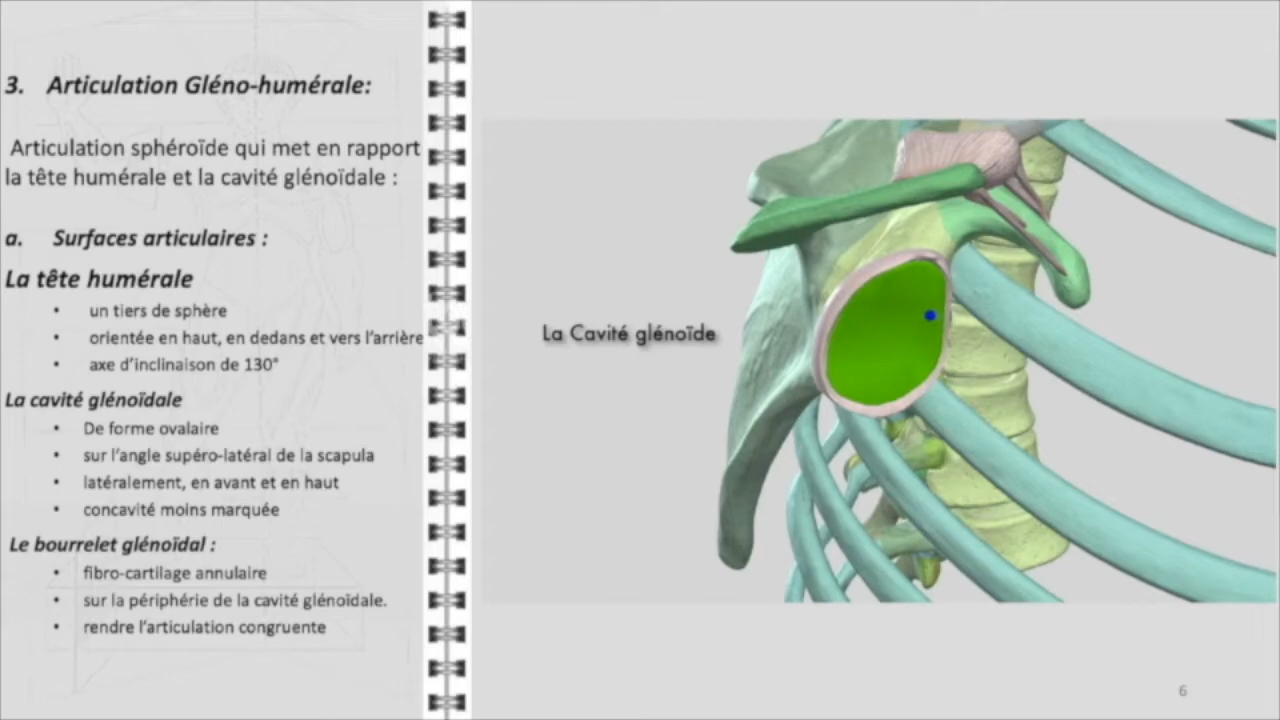 3. Articulation Gléno-humérale:
Articulation sphéroïde qui met en rapport
la tête humérale et la cavité glénoïdale :
a. Surfaces articulaires :
La tête humérale
• un tiers de sphère
• orientée en haut, en dedans et vers l'arrière
• axe d'inclinaison de 130°
La cavité glénoïdale
• De forme ovalaire
• sur l'angle supéro-latéral de la scapula
• latéralement, en avant et en haut
• concavité moins marquée
Le bourrelet glénoïdal :
• fibro-cartilage annulaire
• sur la périphérie de la cavité glénoïdale.
• rendre l'articulation congruente
La Cavité glénoïde
6